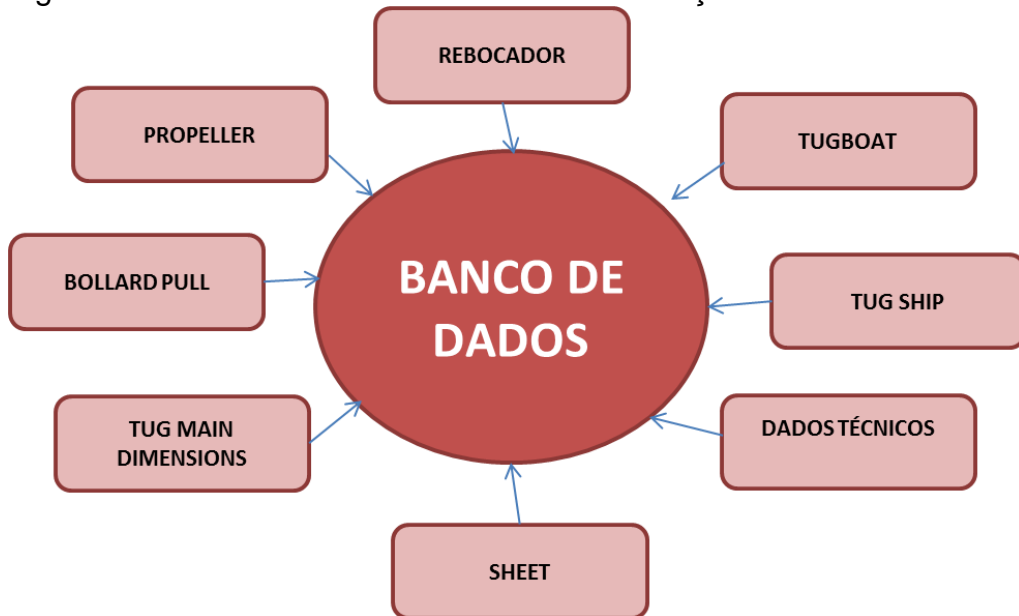 REBOCADOR
PROPELLER
TUGBOAT
BOLLARD PULL
BANCO DE
DADOS
TUG SHIP
TUG MAIN
DIMENSIONS
DADOS TÉCNICOS
SHEET